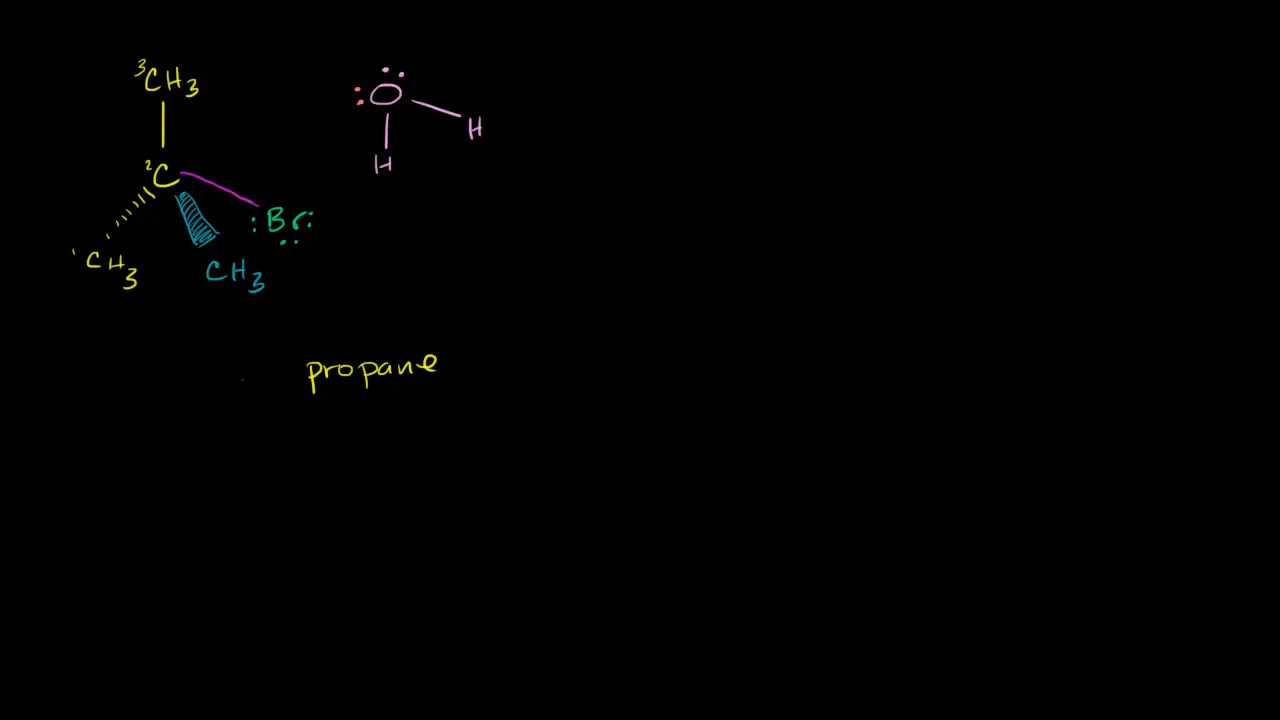 ³CH₃
:Ö
H
H
²C
:Br:
¹CH₃
CH₃
propane